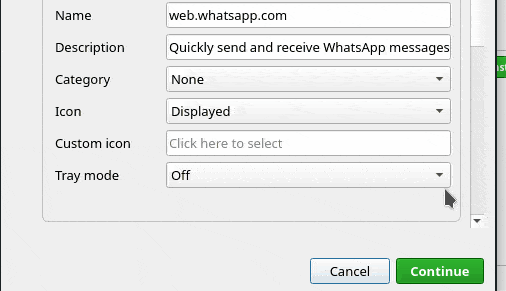 Name web.whatsapp.com
Description Quickly send and receive WhatsApp messages
Category None
Icon Displayed
Custom icon Click here to select
Tray mode Off
Cancel Continue